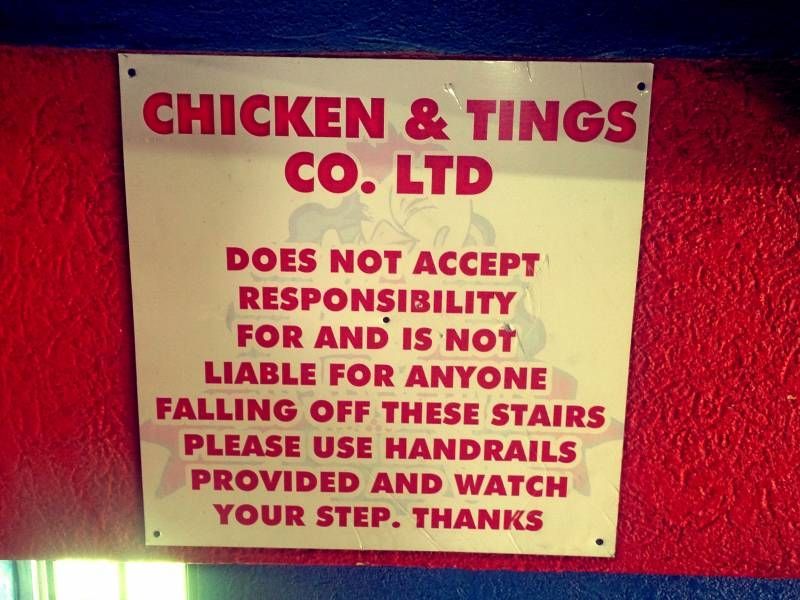 CHICKEN & TINGS
CO. LTD
DOES NOT ACCEPT
RESPONSIBILITY
FOR AND IS NOT
LIABLE FOR ANYONE
FALLING OFF THESE STAIRS
PLEASE USE HANDRAILS
PROVIDED AND WATCH
YOUR STEP. THANKS